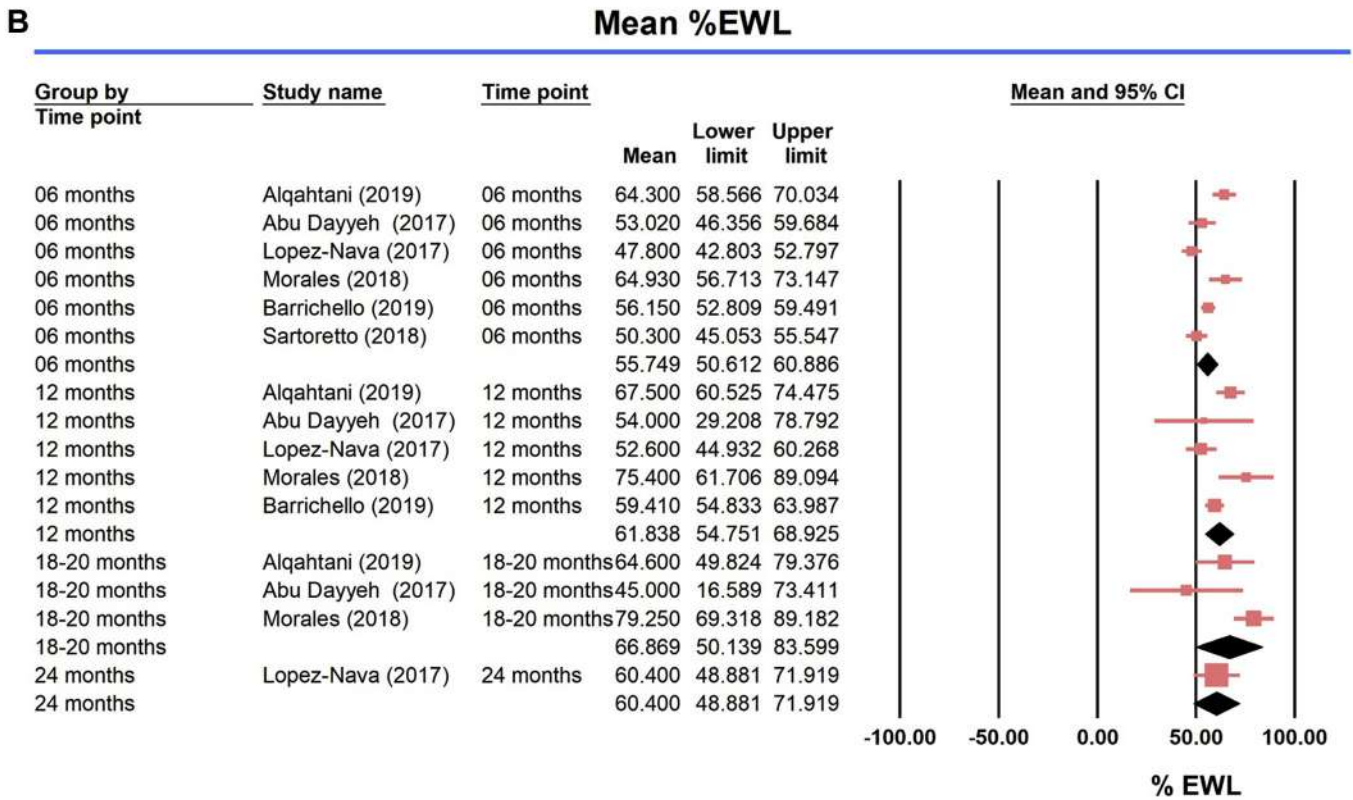 B
Mean %EWL
Group by Study name Time point Mean and 95% CI
Time point
Lower Upper
Mean limit limit
06 months Alqahtani (2019) 06 months 64.300 58.566 70.034
06 months Abu Dayyeh (2017) 06 months 53.020 46.356 59.684
06 months Lopez-Nava (2017) 06 months 47.800 42.803 52.797
06 months Morales (2018) 06 months 64.930 56.713 73.147
06 months Barrichello (2019) 06 months 56.150 52.809 59.491
06 months Sartoretto (2018) 06 months 50.300 45.053 55.547
06 months 55.749 50.612 60.886
12 months Alqahtani (2019) 12 months 67.500 60.525 74.475
12 months Abu Dayyeh (2017) 12 months 54.000 29.208 78.792
12 months Lopez-Nava (2017) 12 months 52.600 44.932 60.268
12 months Morales (2018) 12 months 75.400 61.706 89.094
12 months Barrichello (2019) 12 months 59.410 54.833 63.987
12 months 61.838 54.751 68.925
18-20 months Alqahtani (2019) 18-20 months 64.600 49.824 79.376
18-20 months Abu Dayyeh (2017) 18-20 months 45.000 16.589 73.411
18-20 months Morales (2018) 18-20 months 79.250 69.318 89.182
18-20 months 66.869 50.139 83.599
24 months Lopez-Nava (2017) 24 months 60.400 48.881 71.919
24 months 60.400 48.881 71.919
-100.00 -50.00 0.00 50.00 100.00
% EWL